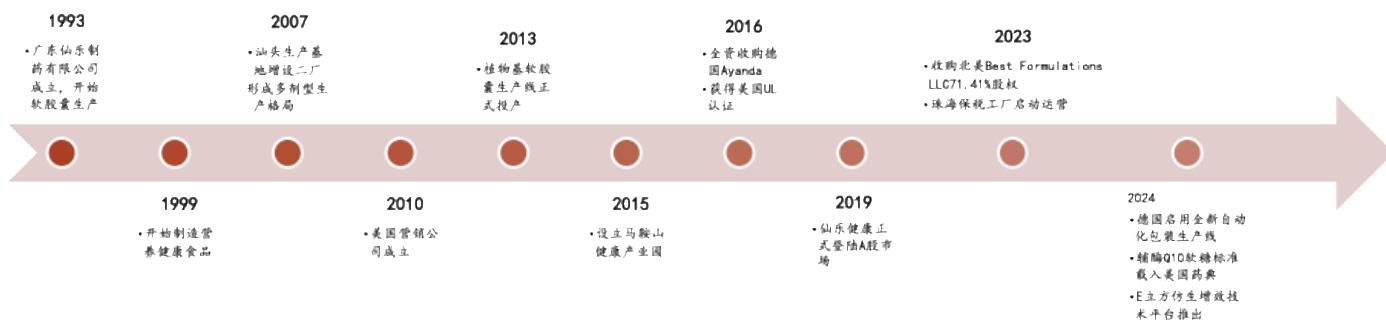 1993
•广东仙乐制
药有限公司
成立，开始
软胶囊生产
1999
•开始制造营
养健康食品
2007
•汕头生产基
地增设二厂
形成多剂型生
产格局
2010
•美国营销公
司成立
2013
•植物基软胶
囊生产线正
式投产
2015
•设立马鞍山
健康产业园
2016
•全资收购德
国Ayanda
•获得美国UL
认证
2019
•仙乐健康正
式登陆A股市
场
2023
•收购北美Best Formulations
LLC71.41%股权
•珠海保税工厂启动运营
2024
•德国启用全新自动
化包装生产线
•辅酶Q10软糖标准
载入美国药典
•E立方仿生增效技
术平台推出